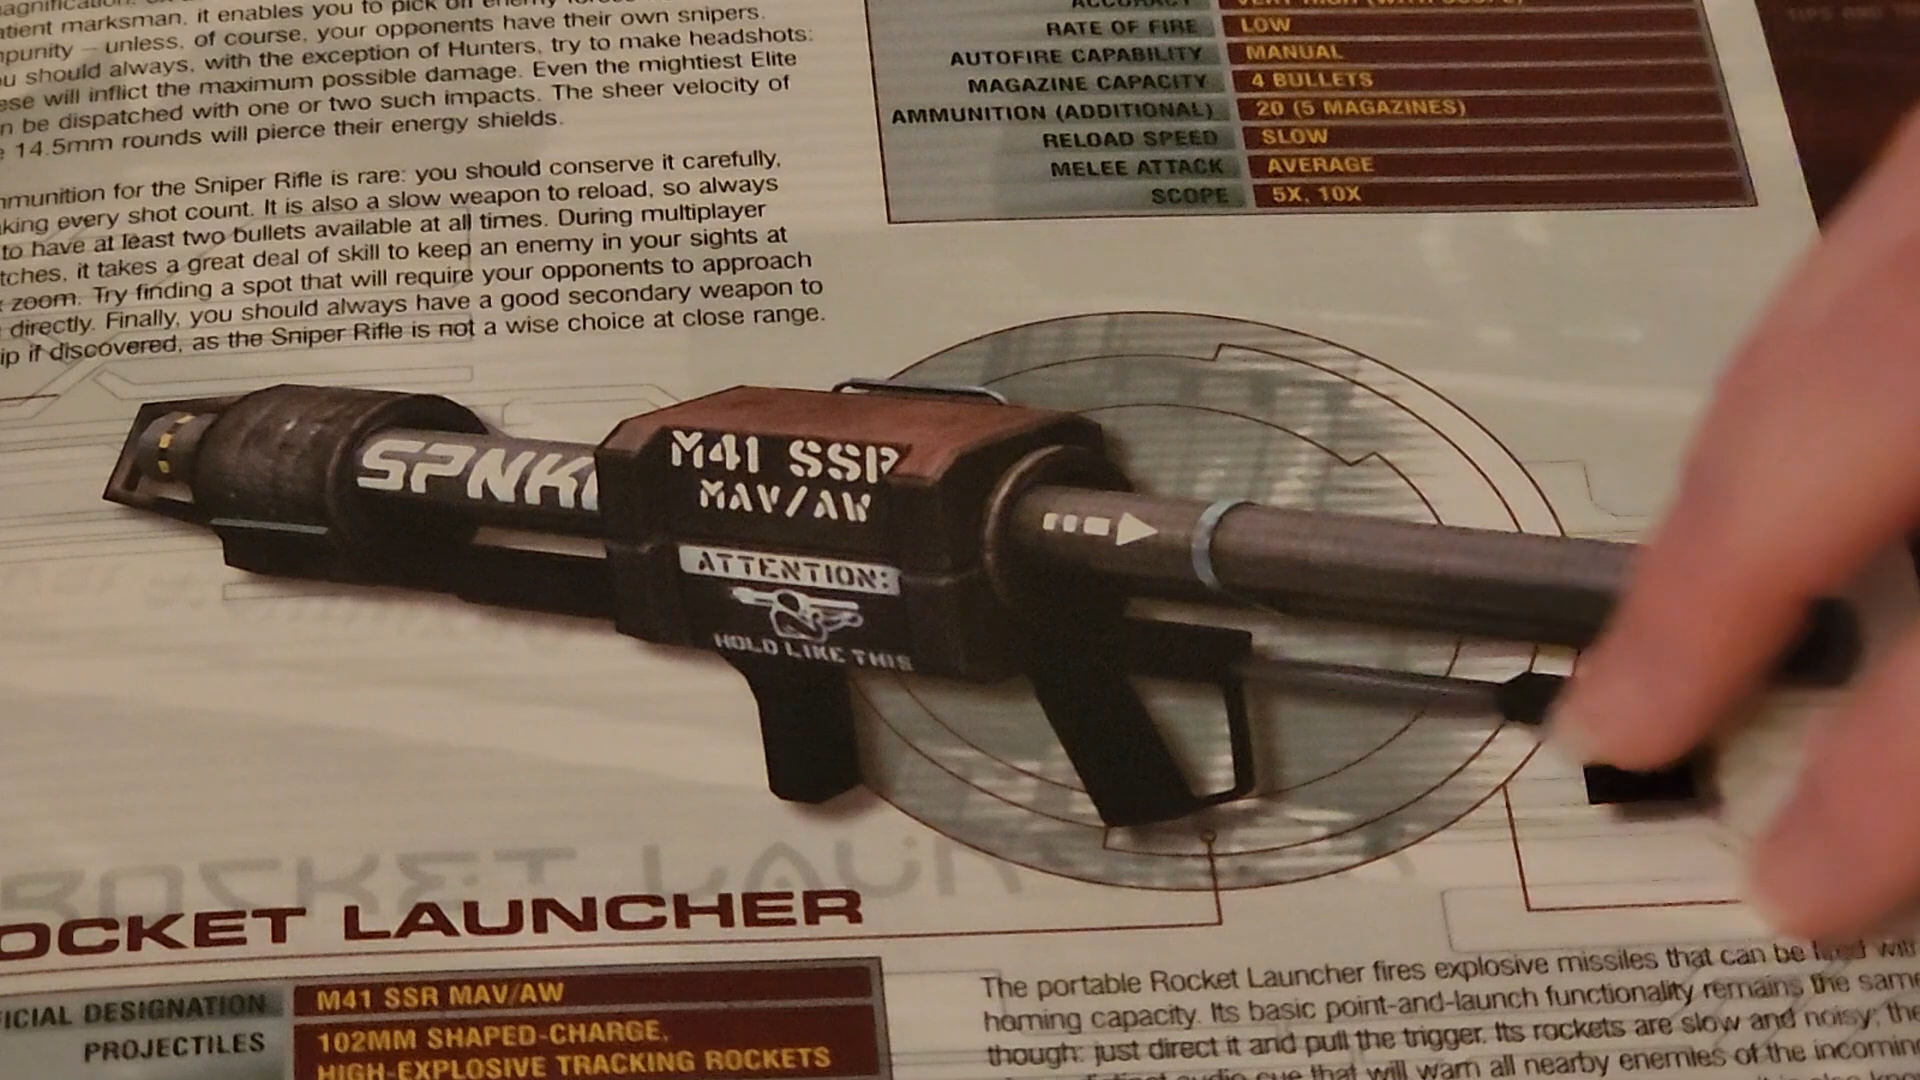 marksman, it enables you to pick off
unless, of course, your opponents have their own snipers.
should always, with the exception of Hunters, try to make headshots:
will inflict the maximum possible damage. Even the mightiest Elite
be dispatched with one or two such impacts. The sheer velocity of
14.5mm rounds will pierce their energy shields.
for the Sniper Rifle is rare: you should conserve it carefully,
every shot count. It is also a slow weapon to reload, so always
to have at least two bullets available at all times. During multiplayer
it takes a great deal of skill to keep an enemy in your sights at
zoom. Try finding a spot that will require your opponents to approach
directly. Finally, you should always have a good secondary weapon to
if discovered, as the Sniper Rifle is not a wise choice at close range.
ACCURACY
RATE OF FIRE LOW
AUTOFIRE CAPABILITY MANUAL
MAGAZINE CAPACITY 4 BULLETS
AMMUNITION (ADDITIONAL) 20 (5 MAGAZINES)
RELOAD SPEED SLOW
MELEE ATTACK AVERAGE
SCOPE 5X, 10X
SPNK
M41 SSR
MAV/AW
ATTENTION:
HOLD LIKE THIS
OCKET LAUNCHER
DESIGNATION M41 SSR MAV/AW
PROJECTILES 102MM SHAPED-CHARGE,
HIGH-EXPLOSIVE TRACKING ROCKETS
The portable Rocket Launcher fires explosive missiles that can be fired
homing capacity. Its basic point-and-launch functionality remains the same
though: just direct it and pull the trigger. Its rockets are slow and noisy; the
audio cue that will warn all nearby enemies of the incoming